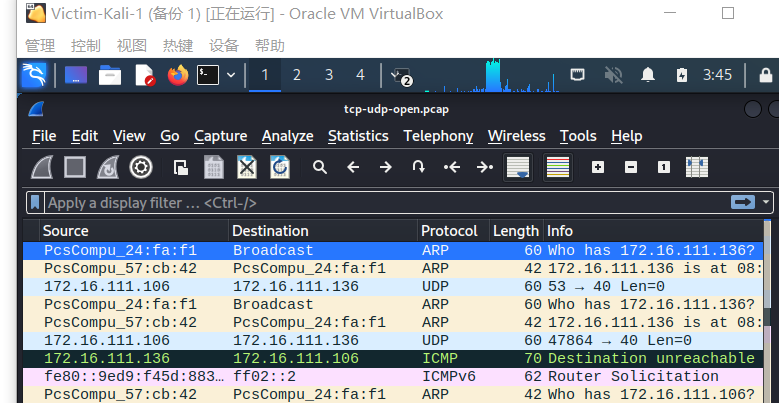 Victim-Kali-1 (备份 1) [正在运行] - Oracle VM VirtualBox
管理 控制 视图 热键 设备 帮助
1 2 3 4 2 3:45
tcp-udp-open.pcap
File Edit View Go Capture Analyze Statistics Telephony Wireless Tools Help
Apply a display filter ... <Ctrl-/>
Source Destination Protocol Length Info
PcsCompu_24:fa:f1 Broadcast ARP 60 Who has 172.16.111.136?
PcsCompu_57:cb:42 PcsCompu_24:fa:f1 ARP 42 172.16.111.136 is at 08:
172.16.111.106 172.16.111.136 UDP 60 53 → 40 Len=0
PcsCompu_24:fa:f1 Broadcast ARP 60 Who has 172.16.111.136?
PcsCompu_57:cb:42 PcsCompu_24:fa:f1 ARP 42 172.16.111.136 is at 08:
172.16.111.106 172.16.111.136 UDP 60 47864 → 40 Len=0
172.16.111.136 172.16.111.106 ICMP 70 Destination unreachable
fe80::9ed9:f45d:883… ff02::2 ICMPv6 62 Router Solicitation
PcsCompu_57:cb:42 PcsCompu_24:fa:f1 ARP 42 Who has 172.16.111.106?